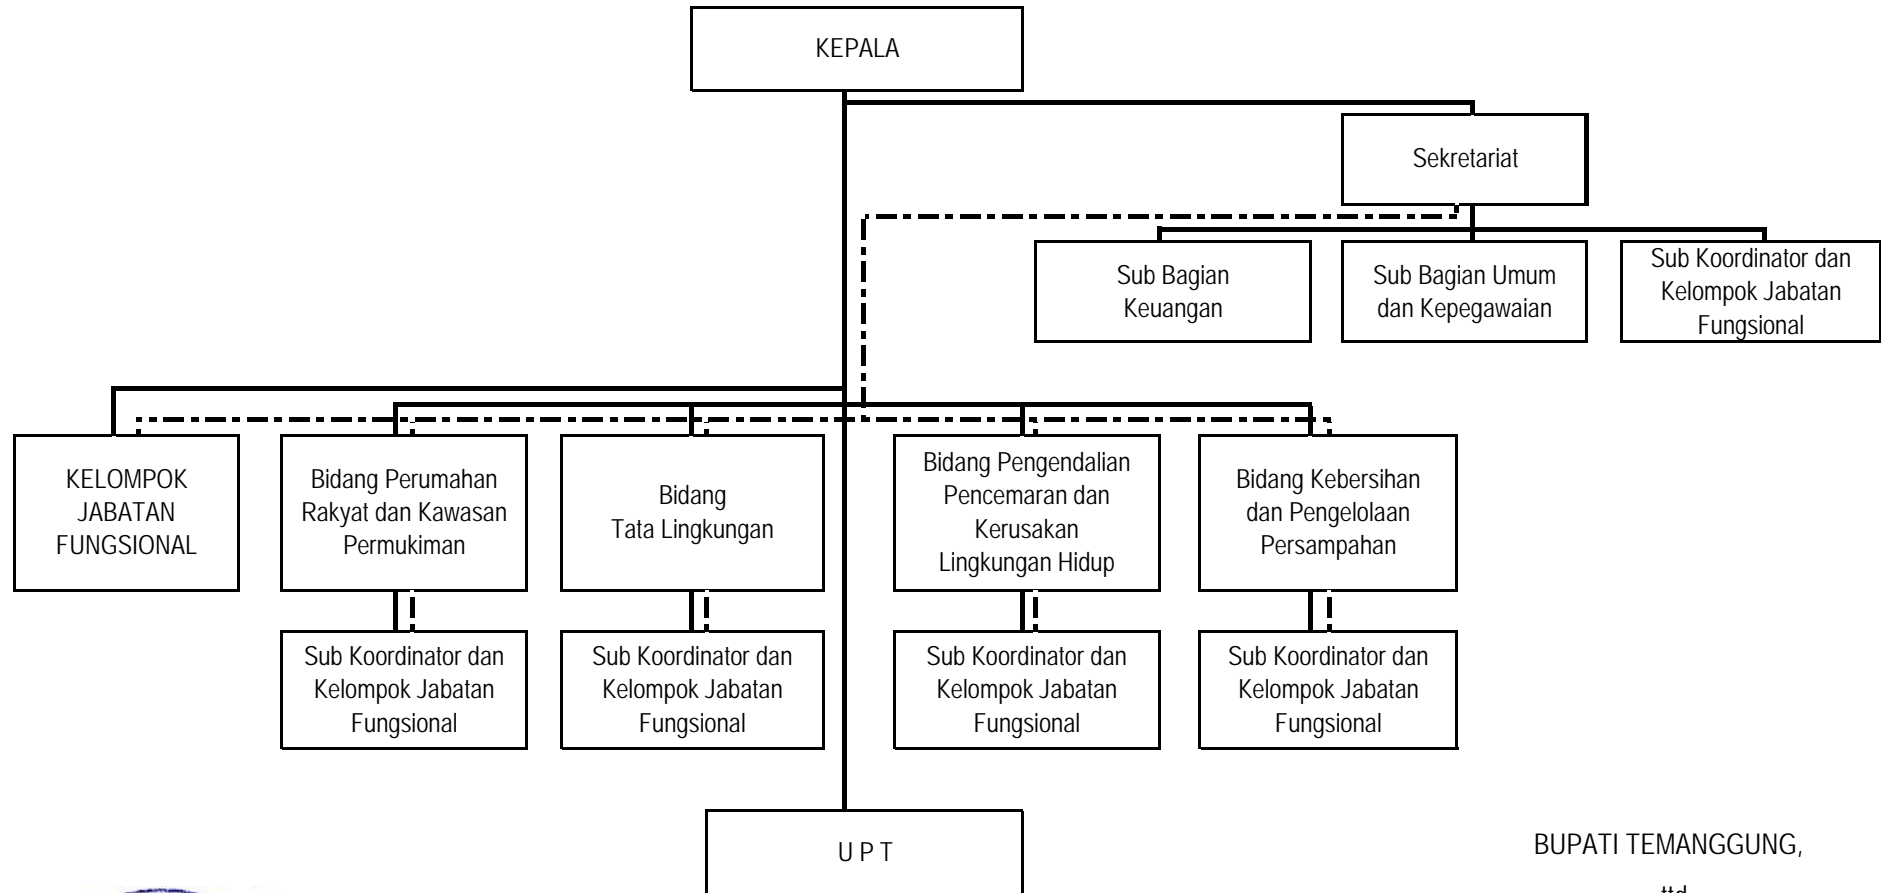 KEPALA
Sekretariat
Sub Bagian
Keuangan
Sub Bagian Umum
dan Kepegawaian
Sub Koordinator dan
Kelompok Jabatan
Fungsional
KELOMPOK
JABATAN
FUNGSIONAL
Bidang Perumahan
Rakyat dan Kawasan
Permukiman
Bidang
Tata Lingkungan
Bidang Pengendalian
Pencemaran dan
Kerusakan
Lingkungan Hidup
Bidang Kebersihan
dan Pengelolaan
Persampahan
Sub Koordinator dan
Kelompok Jabatan
Fungsional
Sub Koordinator dan
Kelompok Jabatan
Fungsional
Sub Koordinator dan
Kelompok Jabatan
Fungsional
Sub Koordinator dan
Kelompok Jabatan
Fungsional
U P T
BUPATI TEMANGGUNG,
ttd